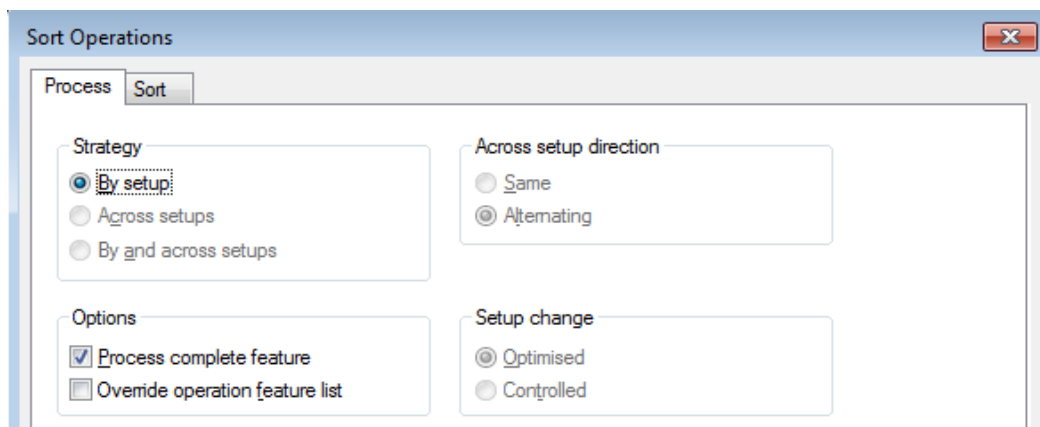 Sort Operations
Process
Sort
Strategy
By setup
Across setups
By and across setups
Across setup direction
Same
Alternating
Options
Process complete feature
Override operation feature list
Setup change
Optimised
Controlled